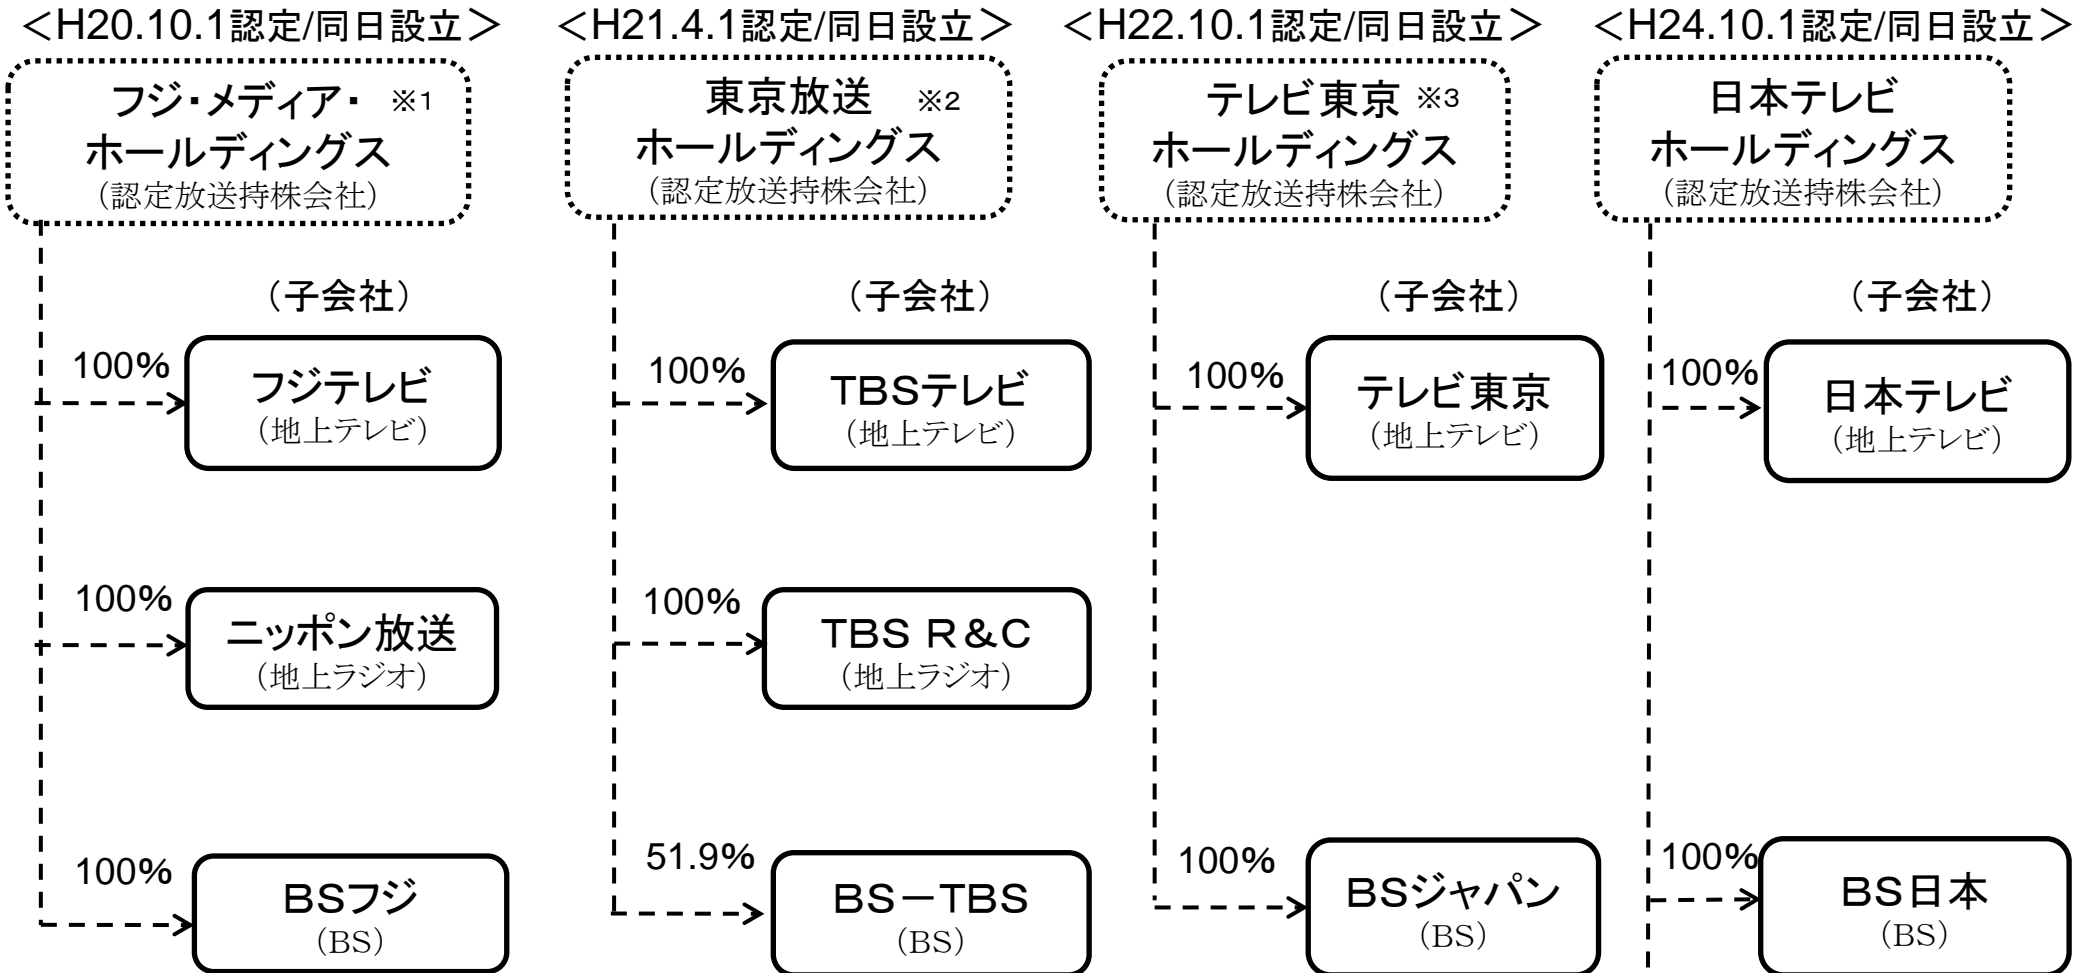 ＜H20.10.1認定/同日設立＞
フジ・メディア・ ※1
ホールディングス
（認定放送持株会社）
（子会社）
100%
フジテレビ
（地上テレビ）
100%
ニッポン放送
（地上ラジオ）
100%
BSフジ
（BS）
＜H21.4.1認定/同日設立＞
東京放送 ※2
ホールディングス
（認定放送持株会社）
（子会社）
100%
TBSテレビ
（地上テレビ）
100%
TBS R＆C
（地上ラジオ）
51.9%
BS－TBS
（BS）
＜H22.10.1認定/同日設立＞
テレビ東京 ※3
ホールディングス
（認定放送持株会社）
（子会社）
100%
テレビ東京
（地上テレビ）
100%
BSジャパン
（BS）
＜H24.10.1認定/同日設立＞
日本テレビ
ホールディングス
（認定放送持株会社）
（子会社）
100%
日本テレビ
（地上テレビ）
100%
BS日本
（BS）